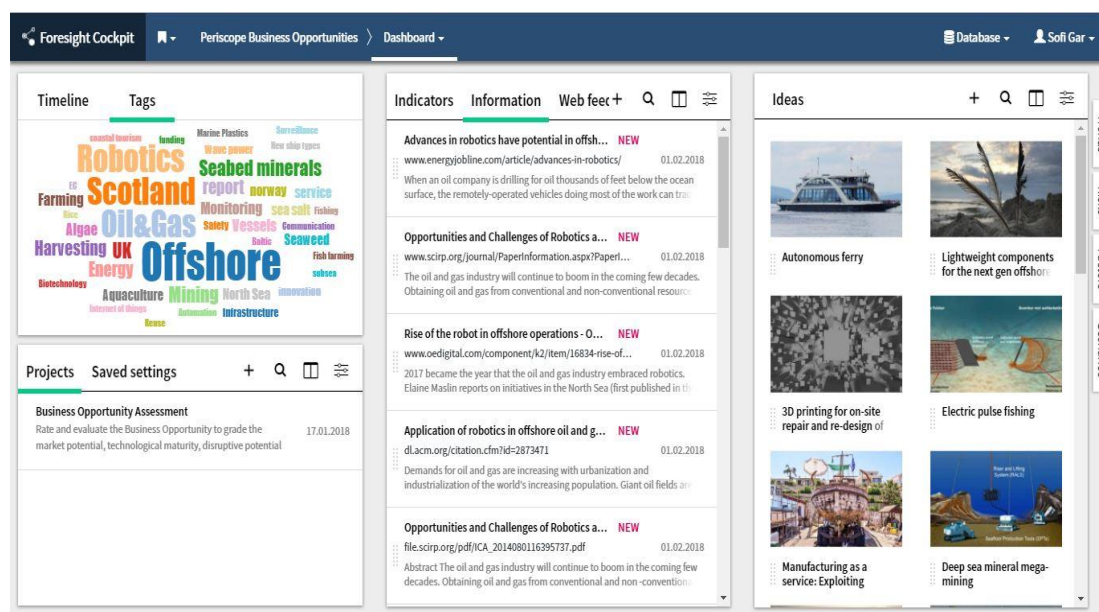 Foresight Cockpit
Periscope Business Opportunities
Dashboard
Database
Sofi Gar
Timeline
Tags
coastal tourism
funding
Marine Plastics
Surveillance
Wave power
New ship types
Robotics
Seabed minerals
EC
Scotland
report
norway
service
Farming
Rice
Monitoring
sea salt
Fishing
Algae
Oil&Gas
Safety
Vessels
Communication
Baltic
Seaweed
Harvesting
UK
Offshore
Fish farming
Energy
subsea
Biotechnology
Aquaculture
Mining
North Sea
innovation
Internet of things
Automation
Infrastructure
Reuse
Projects
Saved settings
Business Opportunity Assessment
Rate and evaluate the Business Opportunity to grade the
17.01.2018
market potential, technological maturity, disruptive potential
Indicators
Information
Web feec
Advances in robotics have potential in offsh... NEW
www.energyjobline.com/article/advances-in-robotics/ 01.02.2018
When an oil company is drilling for oil thousands of feet below the ocean
surface, the remotely-operated vehicles doing most of the work can trac
Opportunities and Challenges of Robotics a... NEW
www.scirp.org/journal/PaperInformation.aspx?PaperI... 01.02.2018
The oil and gas industry will continue to boom in the coming few decades.
Obtaining oil and gas from conventional and non-conventional resource
Rise of the robot in offshore operations - O... NEW
www.oedigital.com/component/k2/item/16834-rise-of... 01.02.2018
2017 became the year that the oil and gas industry embraced robotics.
Elaine Maslin reports on initiatives in the North Sea (first published in th
Application of robotics in offshore oil and g... NEW
dl.acm.org/citation.cfm?id=2873471 01.02.2018
Demands for oil and gas are increasing with urbanization and
industrialization of the world's increasing population. Giant oil fields are
Opportunities and Challenges of Robotics a... NEW
file.scirp.org/pdf/ICA_2014080116395737.pdf 01.02.2018
Abstract The oil and gas industry will continue to boom in the coming few
decades. Obtaining oil and gas from conventional and non -convention
Ideas
Autonomous ferry
Lightweight components
for the next gen offshore
3D printing for on-site
repair and re-design of
Electric pulse fishing
Riser and Lifting
System (RALS)
Seafloor Production Tools (SPTs)
Manufacturing as a
service: Exploiting
Deep sea mineral mega-
mining